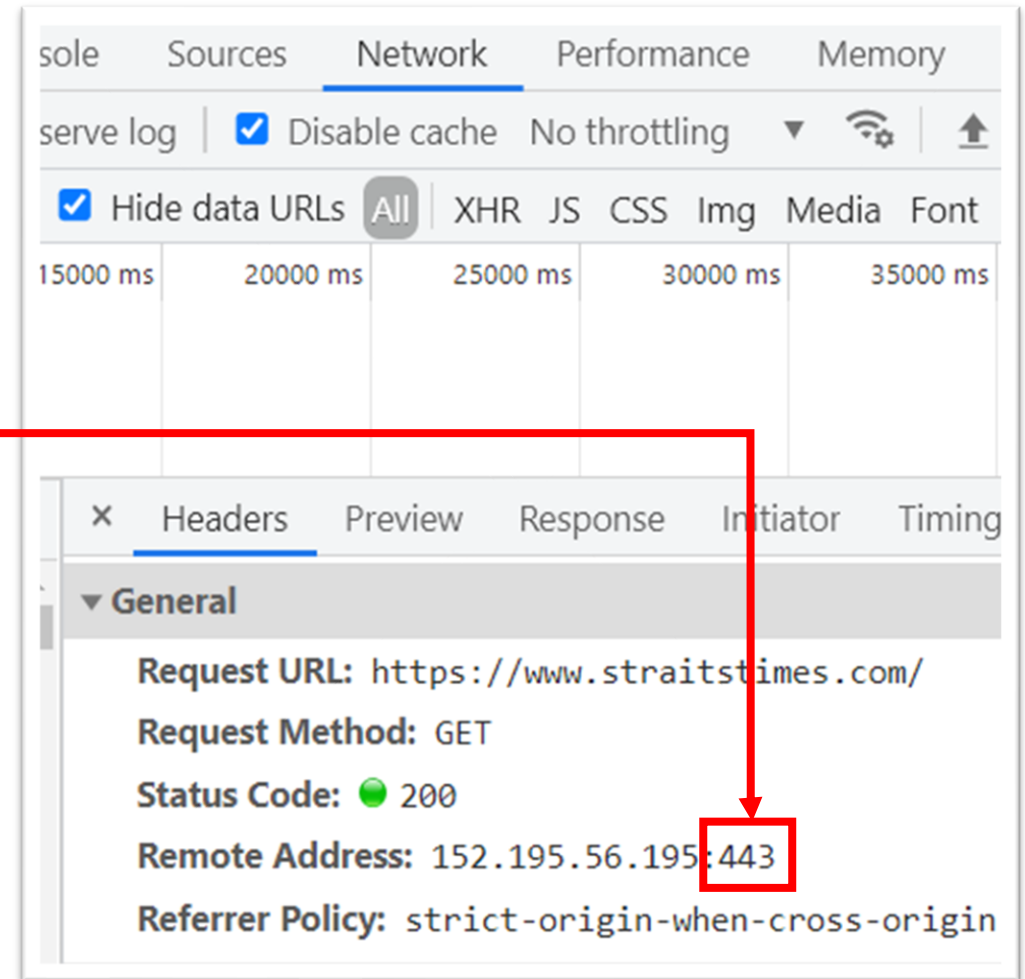 sole Sources Network Performance Memory
serve log Disable cache No throttling
Hide data URLs All XHR JS CSS Img Media Font
15000 ms 20000 ms 25000 ms 30000 ms 35000 ms
× Headers Preview Response Initiator Timing
General
Request URL: https://www.straitstimes.com/
Request Method: GET
Status Code: 200
Remote Address: 152.195.56.195:443
Referrer Policy: strict-origin-when-cross-origin